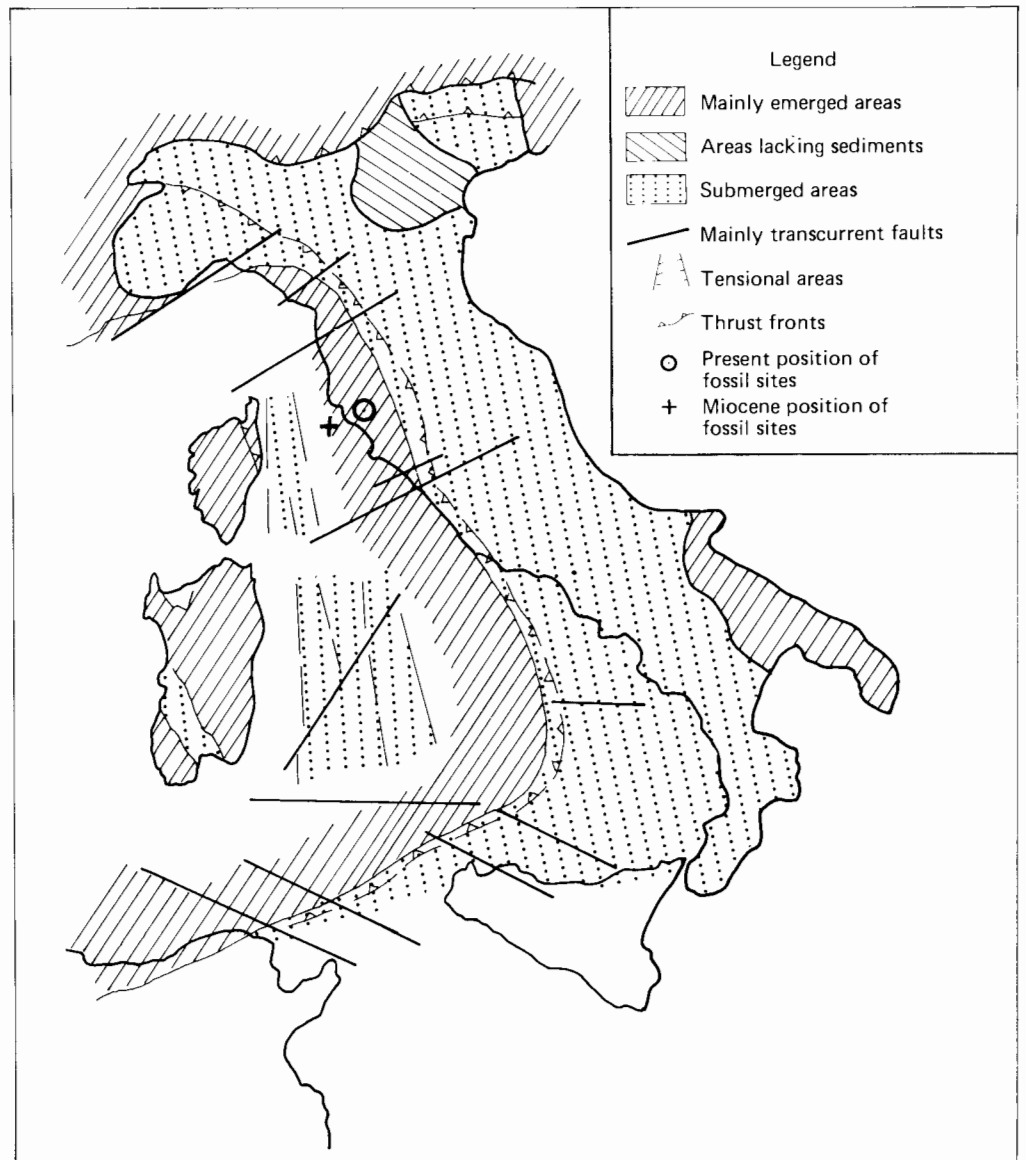 Legend
Mainly emerged areas
Areas lacking sediments
Submerged areas
Mainly transcurrent faults
Tensional areas
Thrust fronts
Present position of
fossil sites
Miocene position of
fossil sites